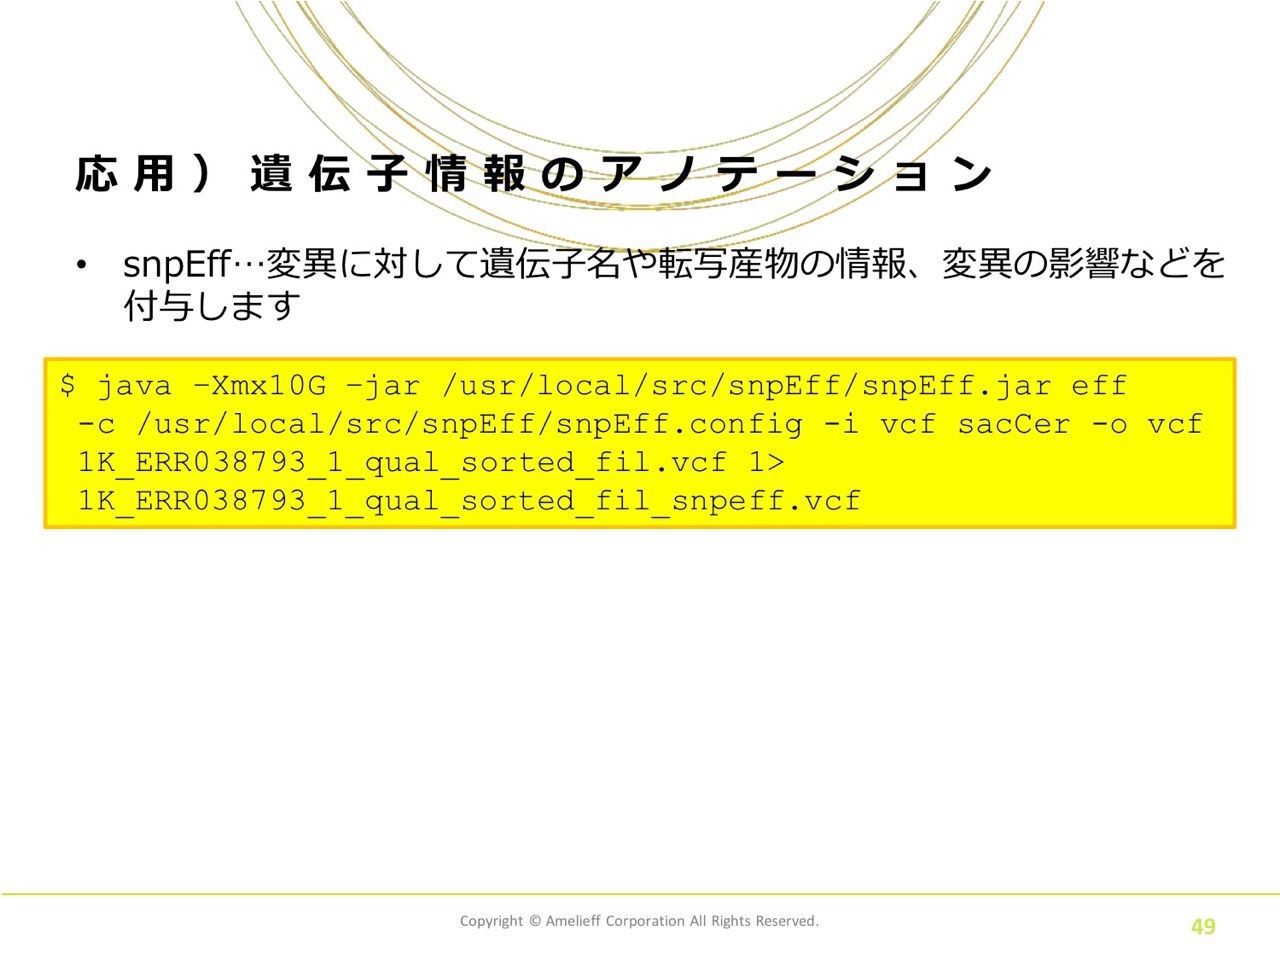 応用）遺伝子情報のアノテーション
• snpEff…変異に対して遺伝子名や転写産物の情報、変異の影響などを
付与します
$ java –Xmx10G –jar /usr/local/src/snpEff/snpEff.jar eff
-c /usr/local/src/snpEff/snpEff.config -i vcf sacCer -o vcf
1K_ERR038793_1_qual_sorted_fil.vcf 1>
1K_ERR038793_1_qual_sorted_fil_snpeff.vcf
Copyright © Amelieff Corporation All Rights Reserved.
49